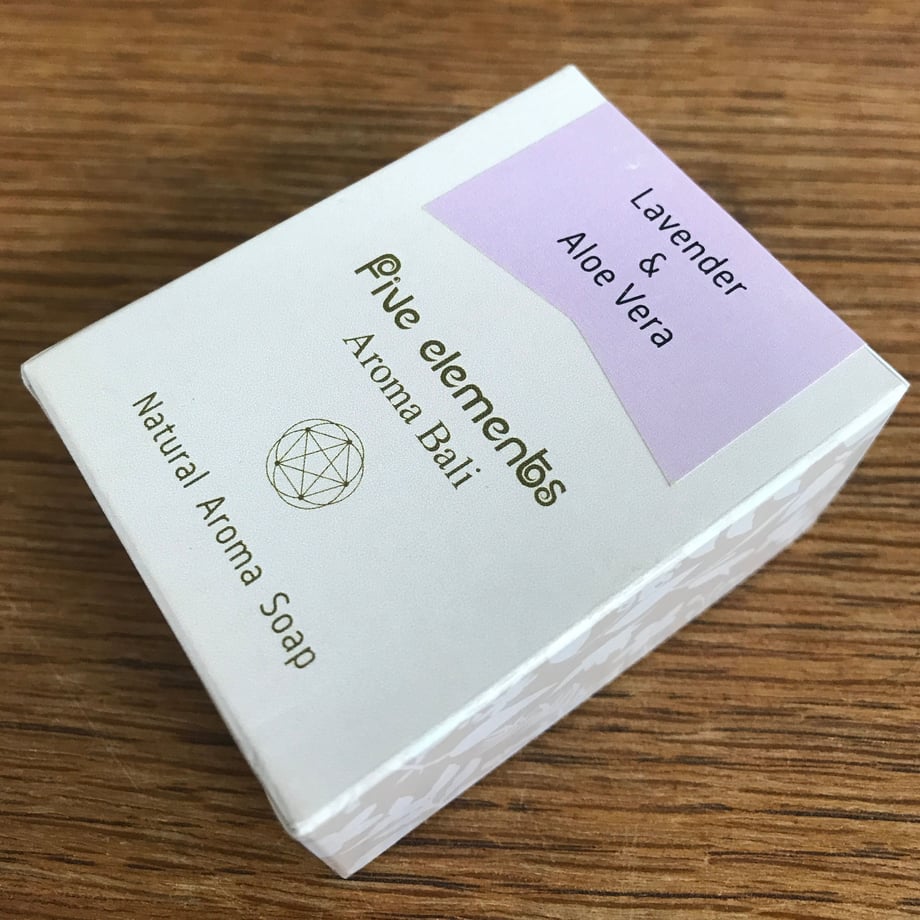 Lavender
&
Aloe Vera
Five elements
Aroma Bali
Natural Aroma Soap